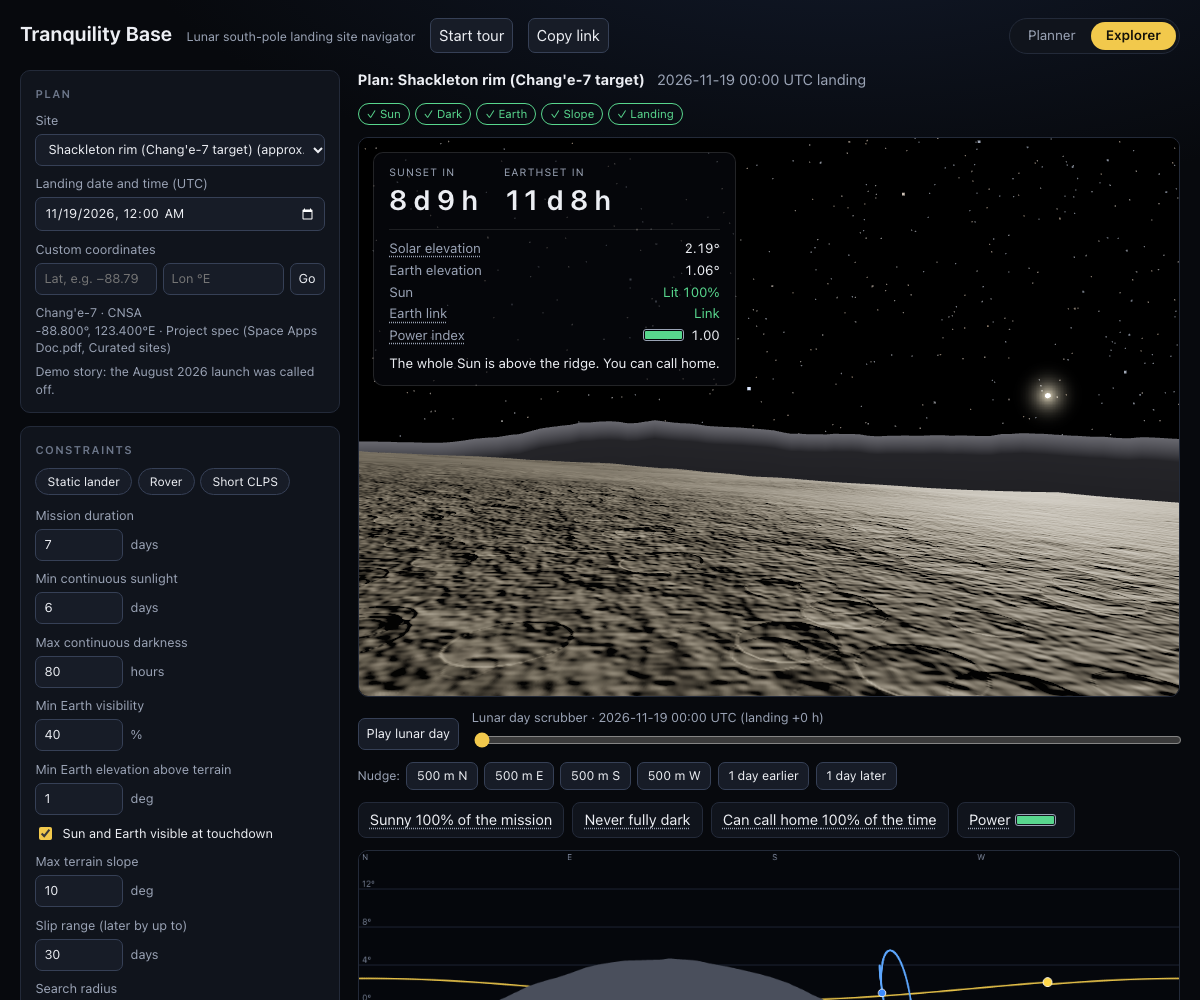 Tranquility Base
Lunar south-pole landing site navigator
Start tour
Copy link
Planner
Explorer
PLAN
Site
Shackleton rim (Chang'e-7 target) (approx.
Landing date and time (UTC)
11/19/2026, 12:00 AM
Custom coordinates
Lat, e.g. −88.79
Lon °E
Go
Chang'e-7 · CNSA
-88.800°, 123.400°E · Project spec (Space Apps
Doc.pdf, Curated sites)
Demo story: the August 2026 launch was called
off.
CONSTRAINTS
Static lander
Rover
Short CLPS
Mission duration
7 days
Min continuous sunlight
6 days
Max continuous darkness
80 hours
Min Earth visibility
40 %
Min Earth elevation above terrain
1 deg
Sun and Earth visible at touchdown
Max terrain slope
10 deg
Slip range (later by up to)
30 days
Search radius
Plan: Shackleton rim (Chang'e-7 target) 2026-11-19 00:00 UTC landing
✓ Sun
✓ Dark
✓ Earth
✓ Slope
✓ Landing
SUNSET IN
8 d 9 h
EARTHSET IN
11 d 8 h
Solar elevation 2.19°
Earth elevation 1.06°
Sun Lit 100%
Earth link Link
Power index 1.00
The whole Sun is above the ridge. You can call home.
Play lunar day
Lunar day scrubber · 2026-11-19 00:00 UTC (landing +0 h)
Nudge:
500 m N
500 m E
500 m S
500 m W
1 day earlier
1 day later
Sunny 100% of the mission
Never fully dark
Can call home 100% of the time
Power
N E S W
12°
8°
4°
0°